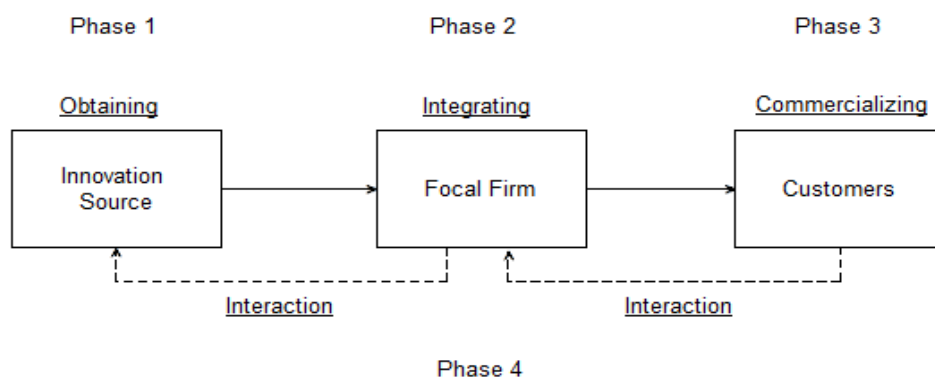 Phase 1
Phase 2
Phase 3
Obtaining
Integrating
Commercializing
Innovation
Source
Focal Firm
Customers
Interaction
Interaction
Phase 4